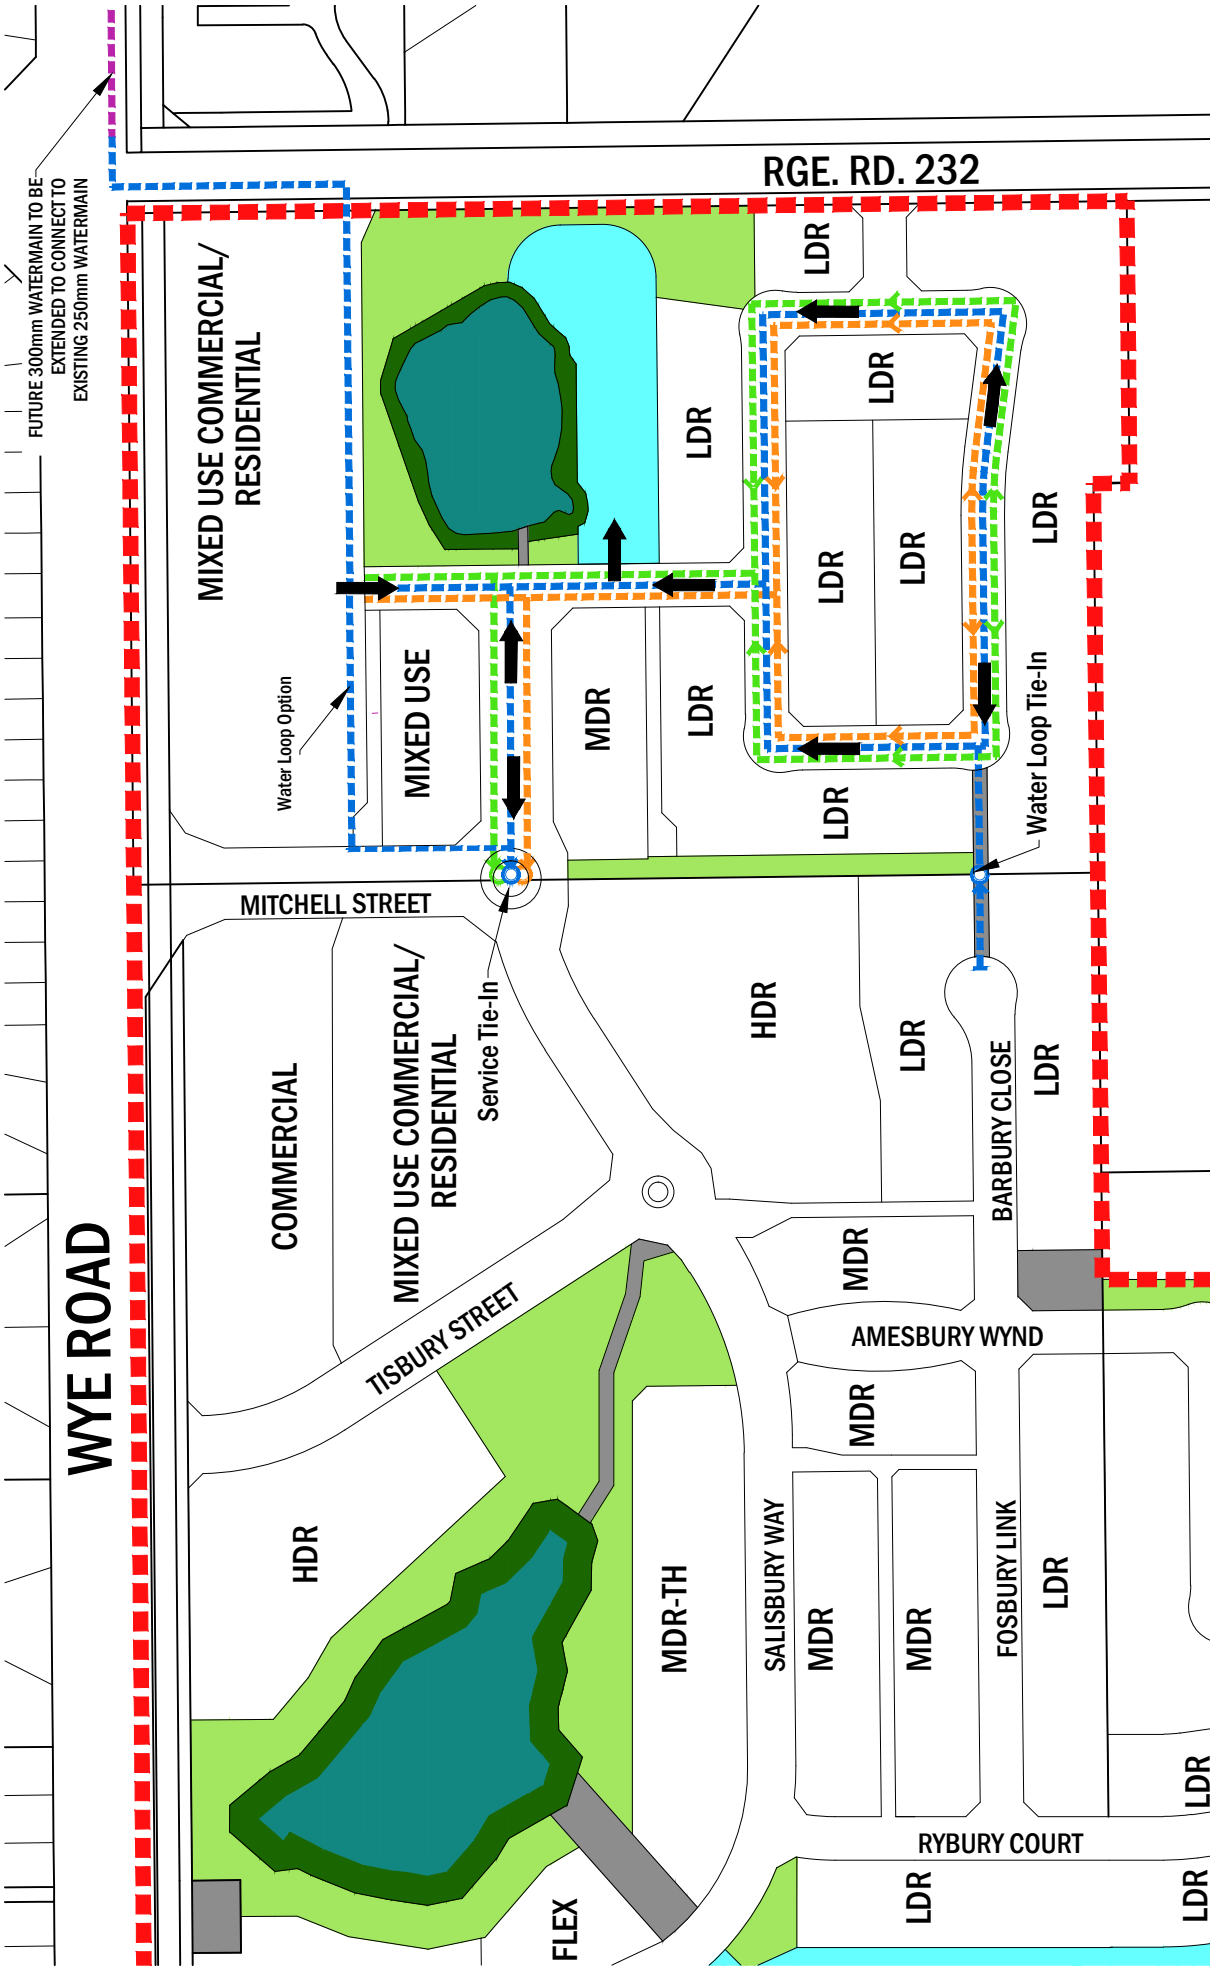 RGE. RD. 232
FUTURE 300mm WATERMAIN TO BE
EXTENDED TO CONNECT TO
EXISTING 250mm WATERMAIN
MIXED USE COMMERCIAL/
RESIDENTIAL
LDR
LDR
LDR
LDR
LDR
LDR
Water Loop Option
MIXED USE
MDR
LDR
LDR
Water Loop Tie-In
MITCHELL STREET
Service Tie-In
MIXED USE COMMERCIAL/
RESIDENTIAL
COMMERCIAL
HDR
LDR
BARBURY CLOSE
LDR
WYE ROAD
TISBURY STREET
MDR
AMESBURY WYND
MDR
HDR
MDR-TH
SALISBURY WAY
MDR
MDR
FOSBURY LINK
LDR
LDR
RYBURY COURT
FLEX
LDR
LDR